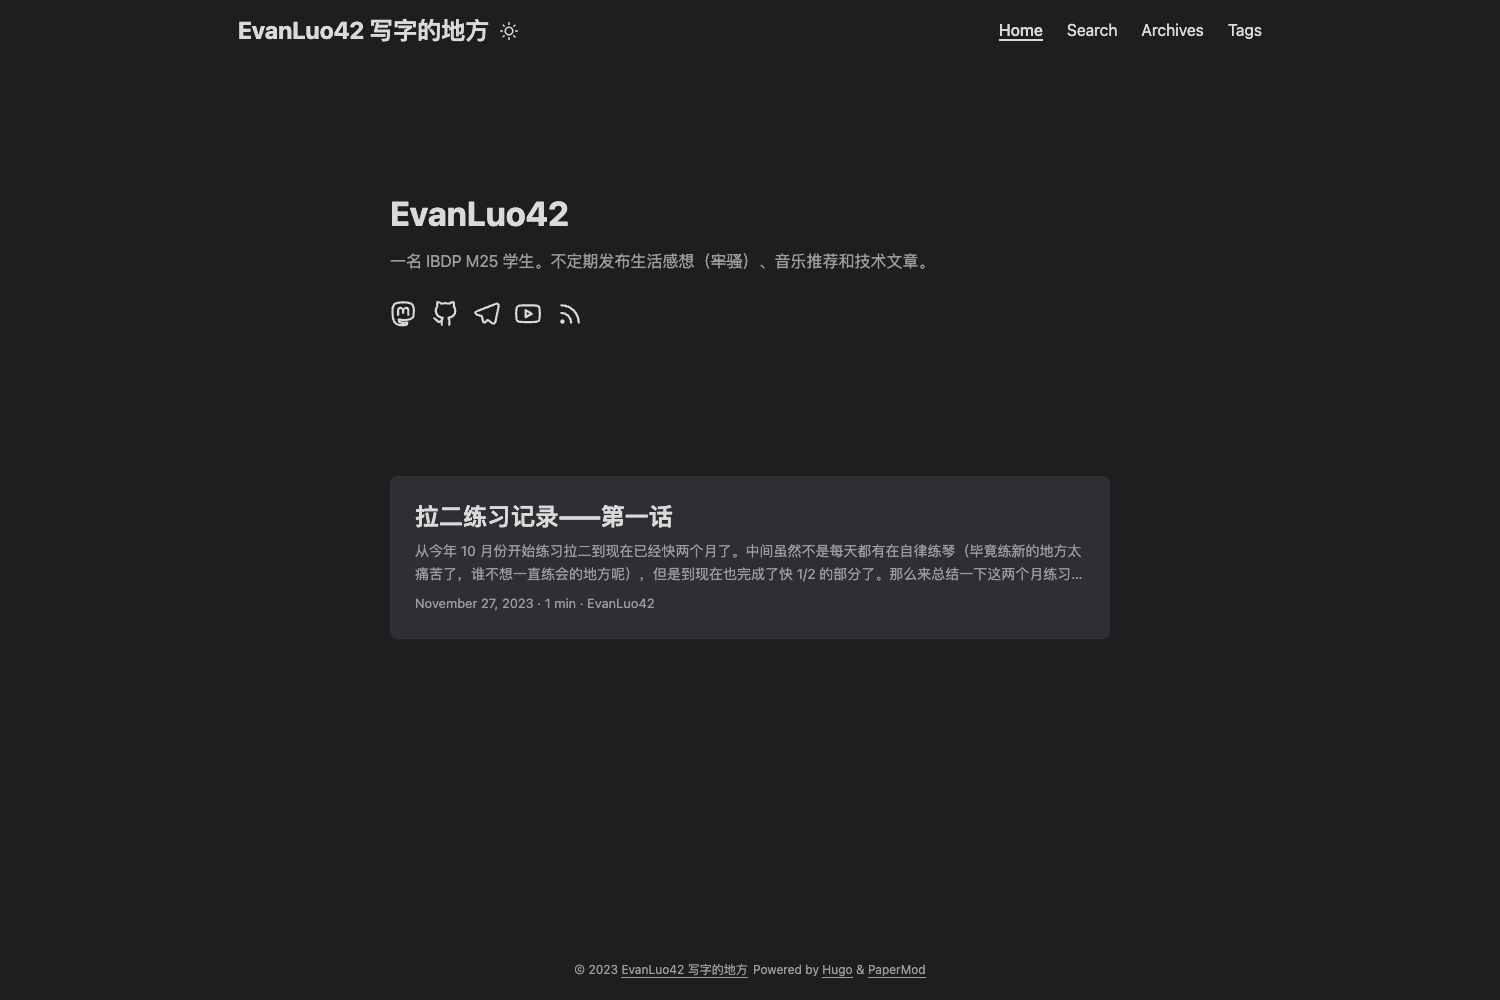 EvanLuo42 写字的地方
Home Search Archives Tags
EvanLuo42
一名 IBDP M25 学生。不定期发布生活感想（牢骚）、音乐推荐和技术文章。
拉二练习记录——第一话
从今年 10 月份开始练习拉二到现在已经快两个月了。中间虽然不是每天都有在自律练琴（毕竟练新的地方太
痛苦了，谁不想一直练会的地方呢），但是到现在也完成了快 1/2 的部分了。那么来总结一下这两个月练习...
November 27, 2023 · 1 min · EvanLuo42
© 2023 EvanLuo42 写字的地方 Powered by Hugo & PaperMod